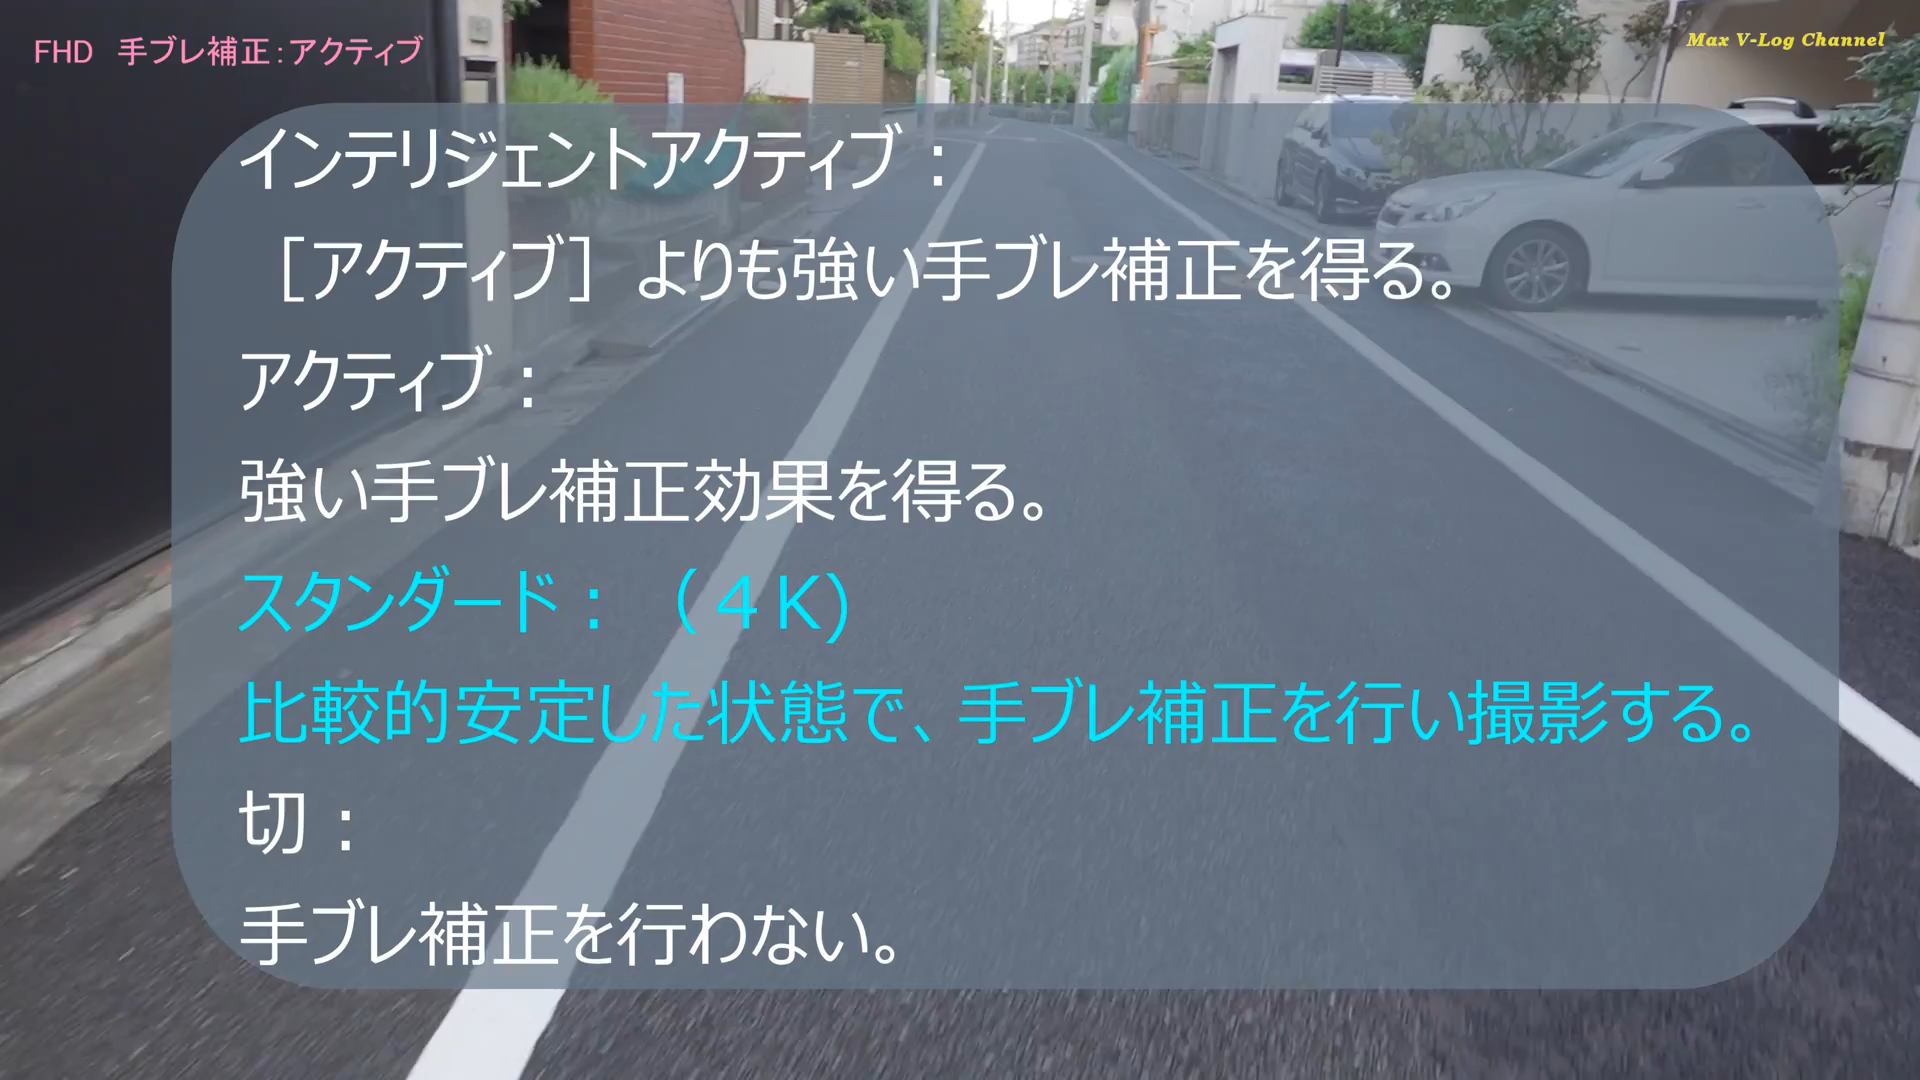 FHD 手ブレ補正：アクティブ
Max V-Log Channel
インテリジェントアクティブ：
［アクティブ］よりも強い手ブレ補正を得る。
アクティブ：
強い手ブレ補正効果を得る。
スタンダード：（４K)
比較的安定した状態で、手ブレ補正を行い撮影する。
切：
手ブレ補正を行わない。